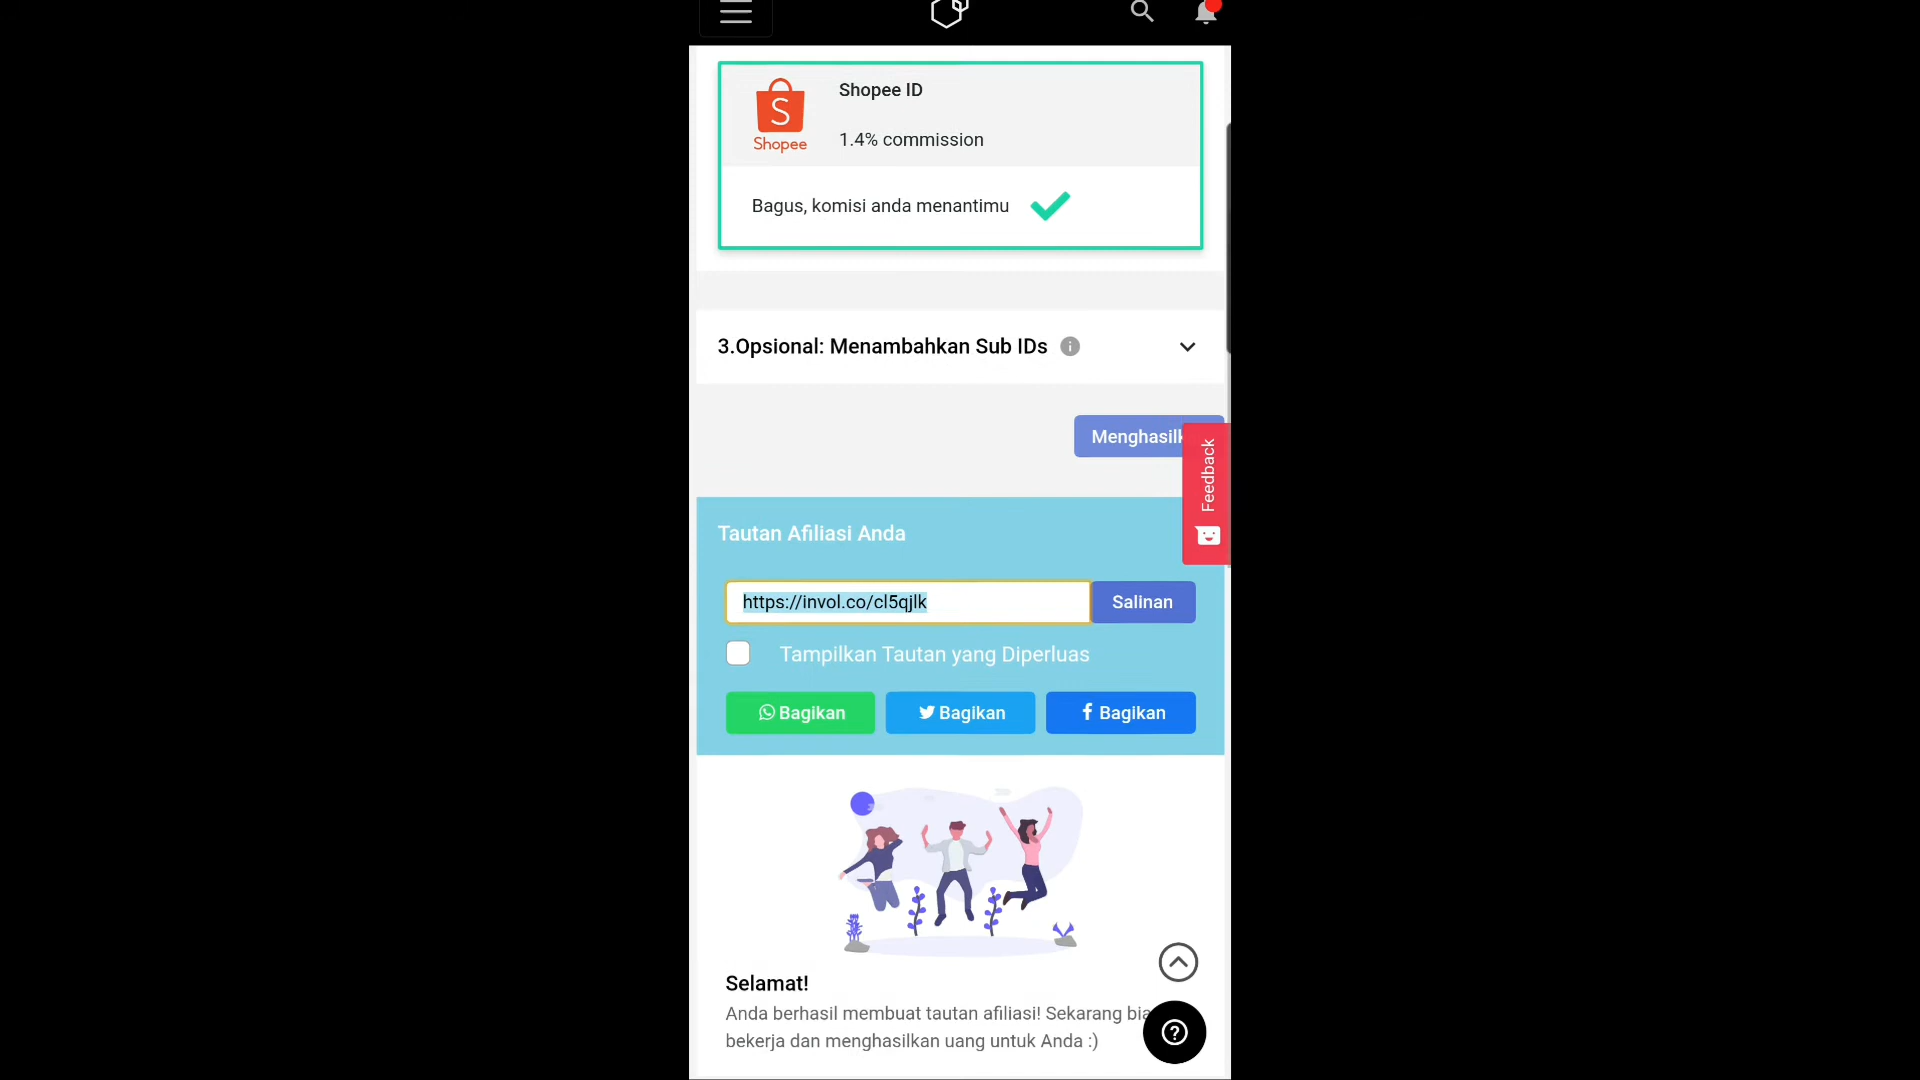 Shopee ID
Shopee
1.4% commission
Bagus, komisi anda menantimu
3.Opsional: Menambahkan Sub IDs
Feedback
Tautan Afiliasi Anda
https://invol.co/cl5qjlk
Salinan
Tampilkan Tautan yang Diperluas
Bagikan
Bagikan
Bagikan
Selamat!
Anda berhasil membuat tautan afiliasi! Sekarang
bekerja dan menghasilkan uang untuk Anda :)